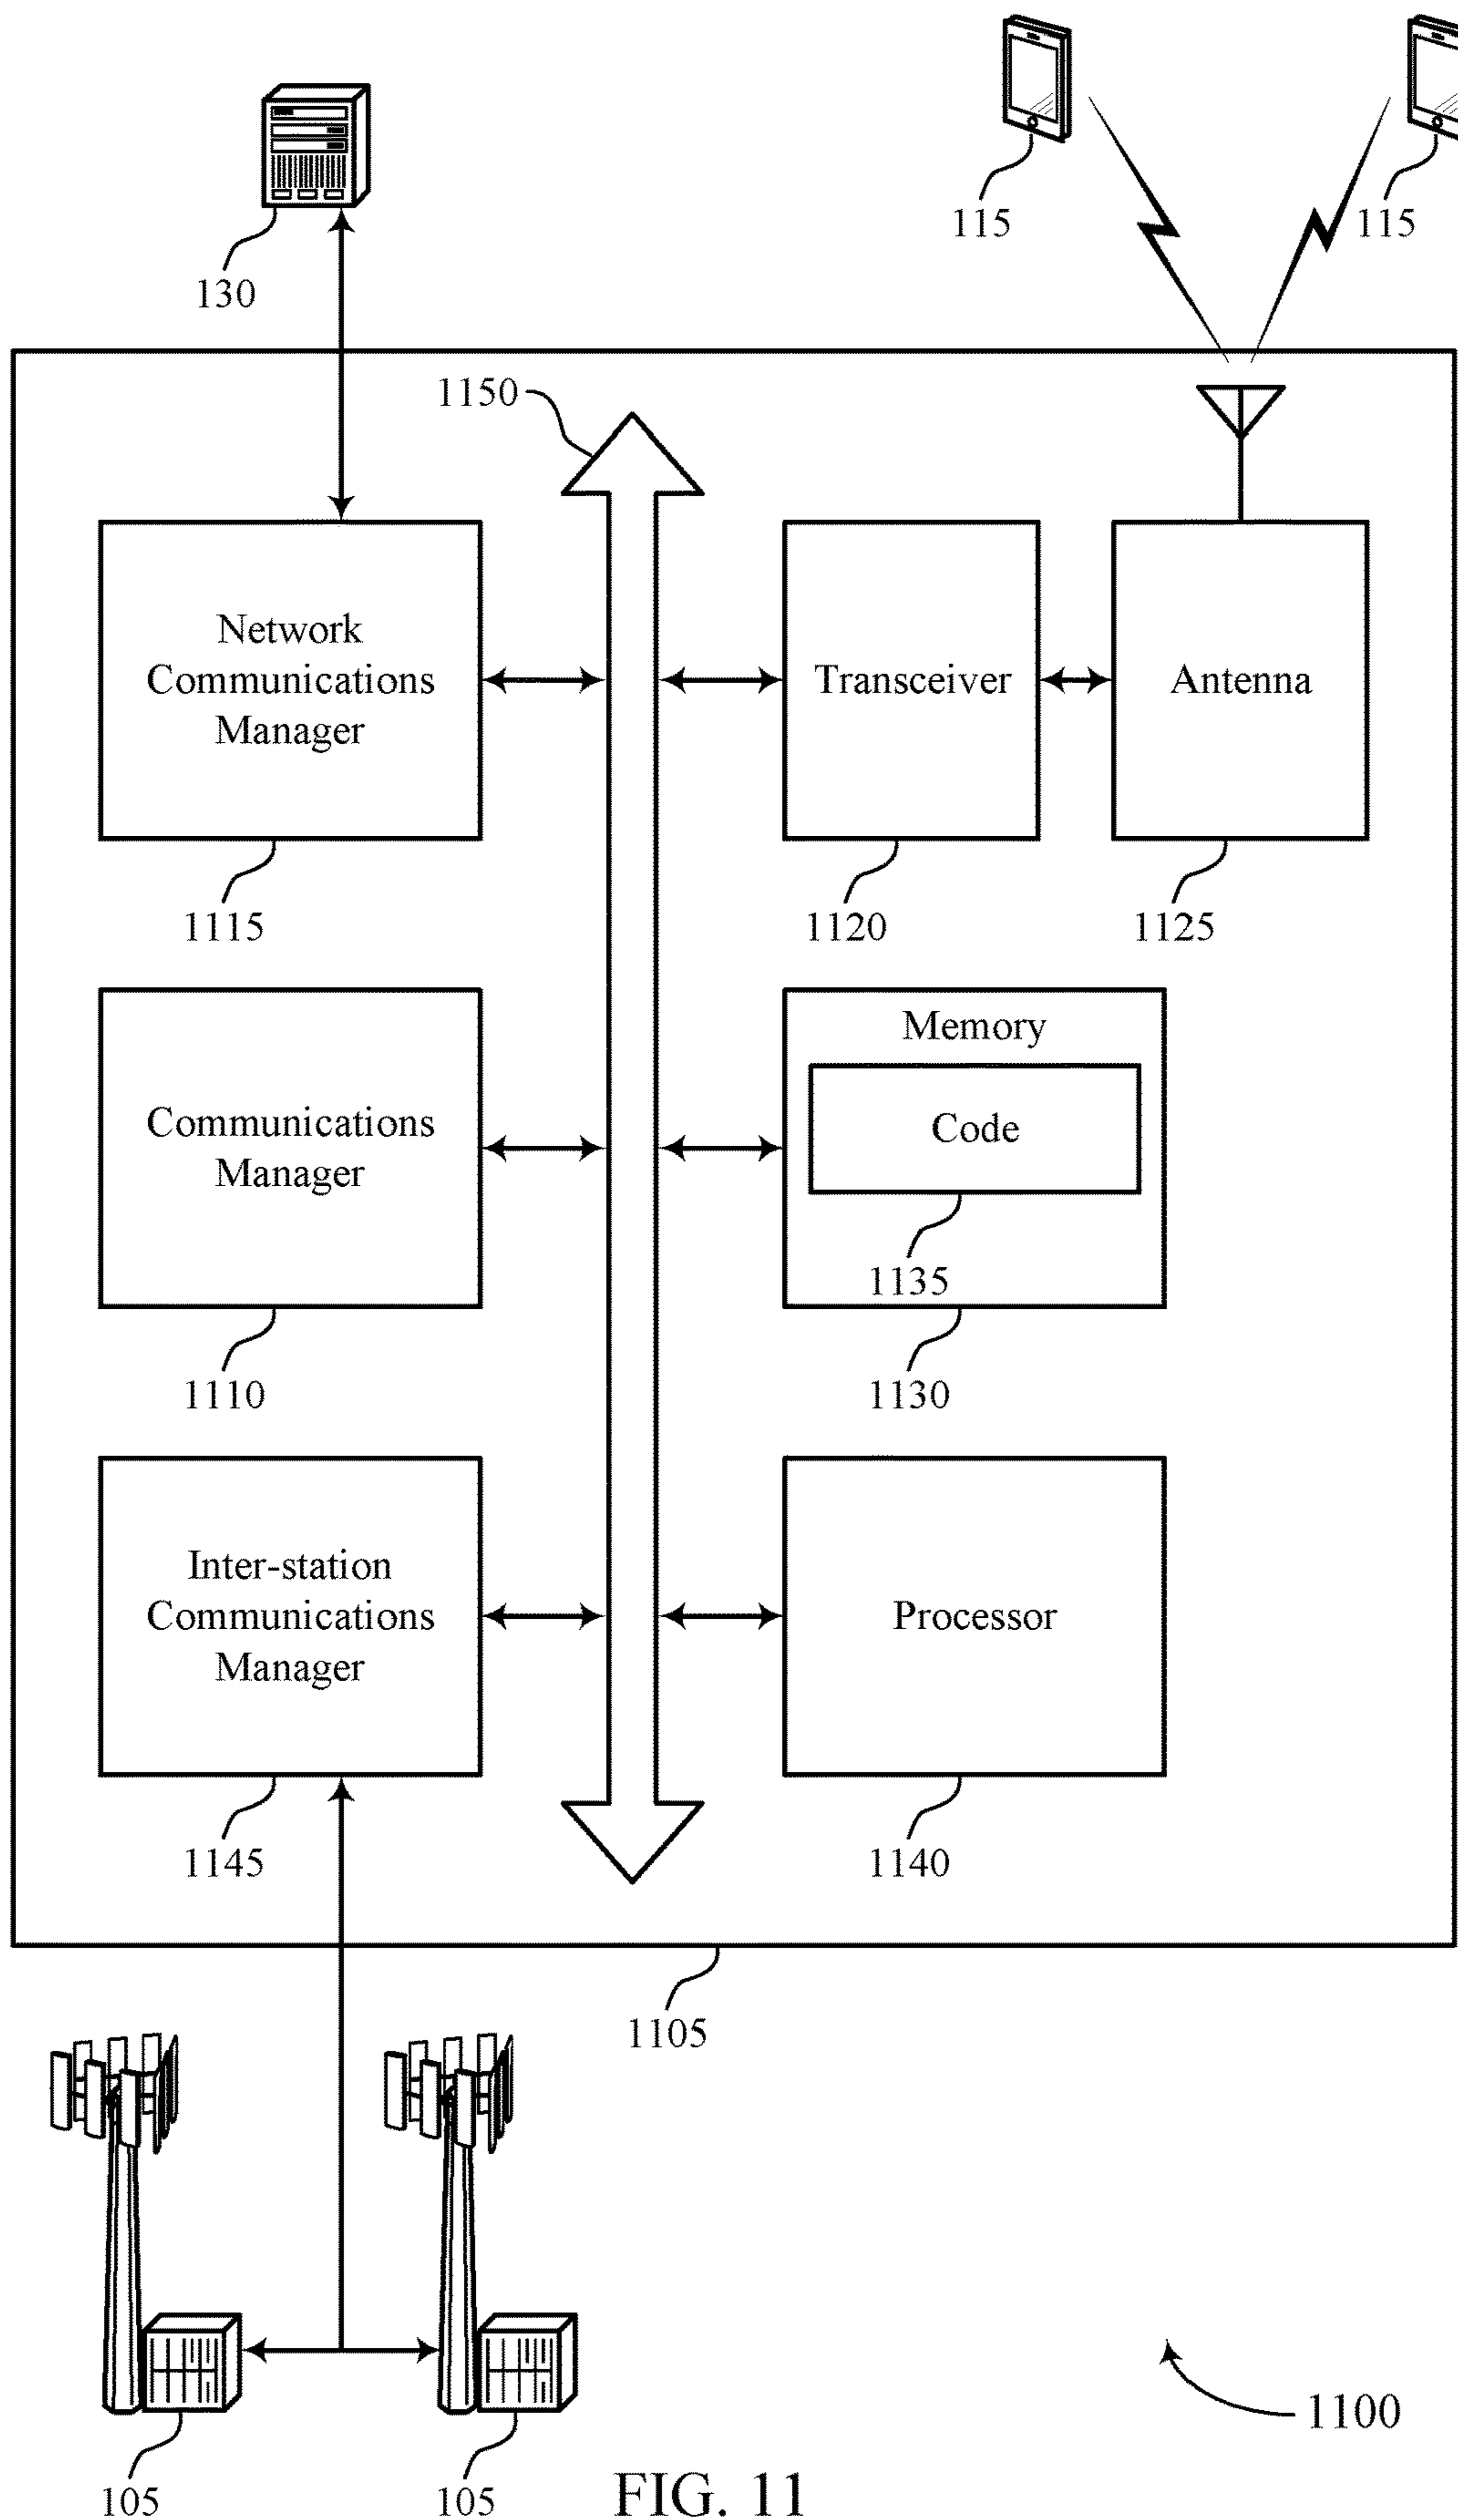 115
115
130
1150
Network
Communications
Manager
Transceiver
Antenna
1115
1120
1125
Memory
Code
Communications
Manager
1135
1110
1130
Inter-station
Communications
Manager
Processor
1145
1140
1105
1100
105
105
FIG. 11